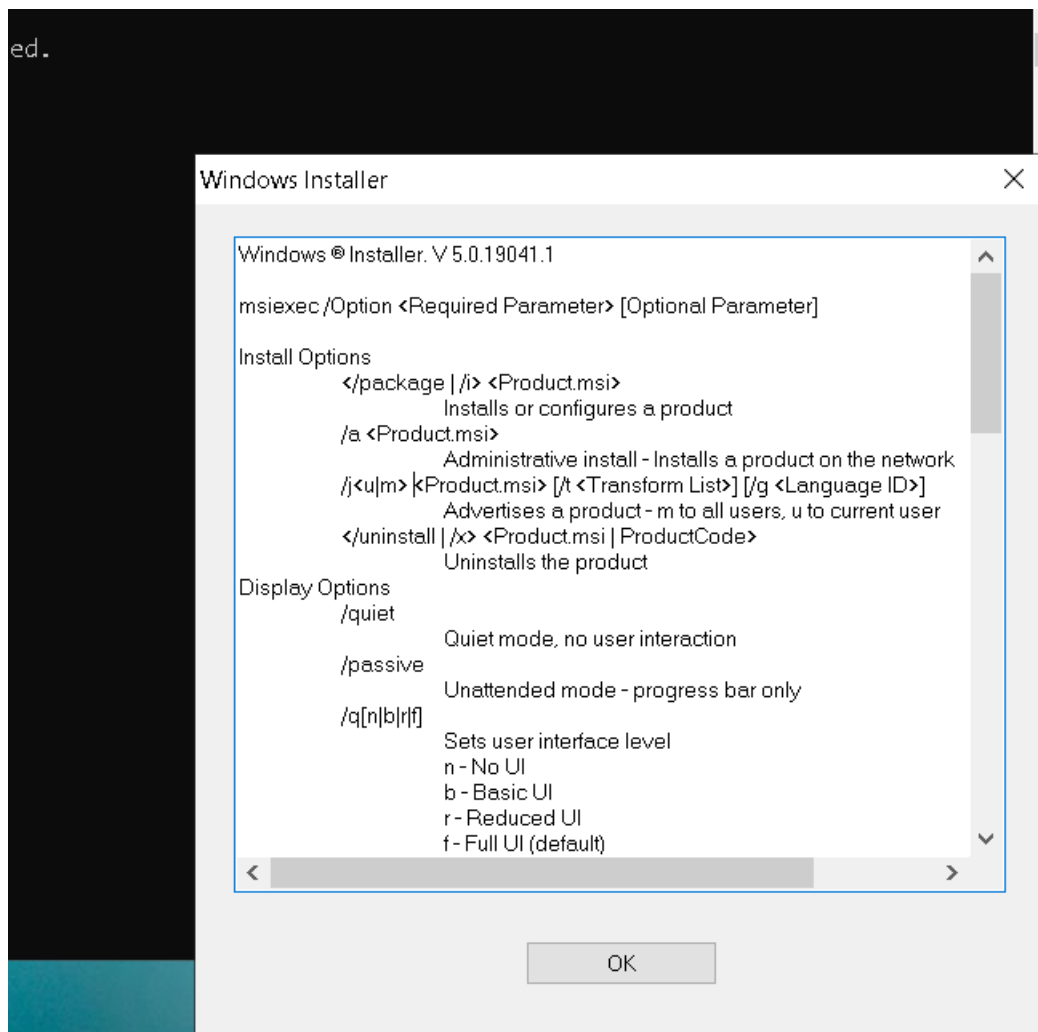 ed.
Windows Installer
Windows ® Installer. V 5.0.19041.1
msiexec /Option <Required Parameter> [Optional Parameter]
Install Options
</package | /i> <Product.msi>
Installs or configures a product
/a <Product.msi>
Administrative install - Installs a product on the network
/j<u|m> <Product.msi> [/t <Transform List>] [/g <Language ID>]
Advertises a product - m to all users, u to current user
</uninstall | /x> <Product.msi | ProductCode>
Uninstalls the product
Display Options
/quiet
Quiet mode, no user interaction
/passive
Unattended mode - progress bar only
/q[n|b|r|f]
Sets user interface level
n - No UI
b - Basic UI
r - Reduced UI
f - Full UI (default)
OK